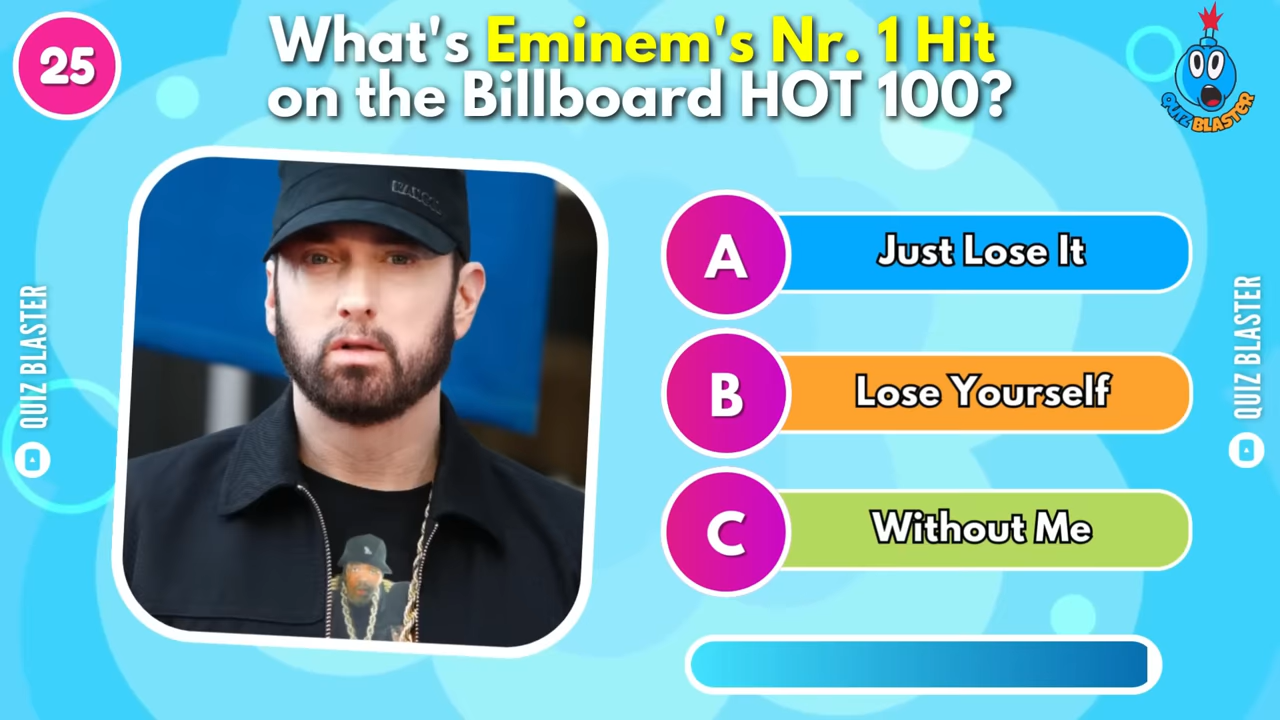 25
What's Eminem's Nr. 1 Hit
on the Billboard HOT 100?
QUIZ BLASTER
KANGOL
A
Just Lose It
B
Lose Yourself
C
Without Me
QUIZ BLASTER
QUIZ BLASTER